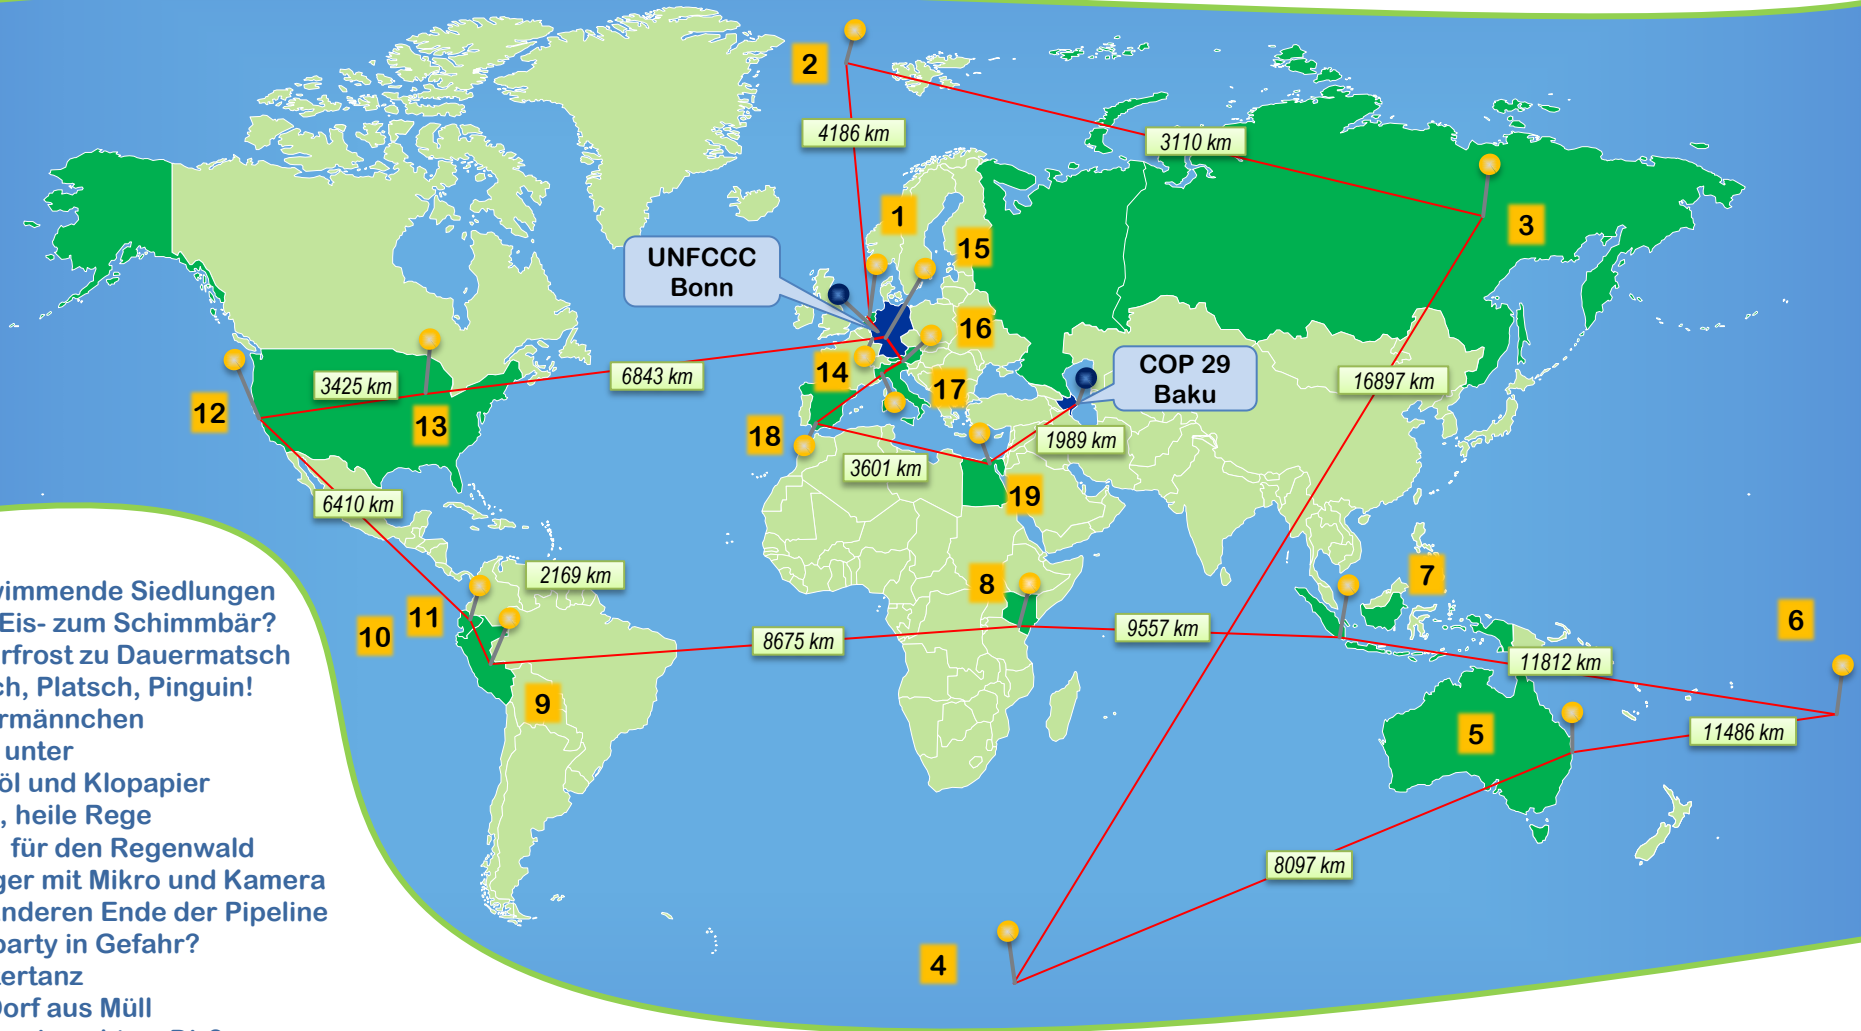 2
4186 km
3110 km
3
1
15
UNFCCC
Bonn
16
COP 29
Baku
14
17
6843 km
3425 km
16897 km
12
13
18
1989 km
3601 km
19
6410 km
2169 km
8
7
11
10
6
8675 km
9557 km
11812 km
9
5
11486 km
8097 km
4
wimmende Siedlungen
Eis- zum Schimmbär?
rfrost zu Dauermatsch
ch, Platsch, Pinguin!
rmännchen
unter
öl und Klopapier
, heile Rege
für den Regenwald
ger mit Mikro und Kamera
nderen Ende der Pipeline
party in Gefahr?
tertanz
Dorf aus Müll